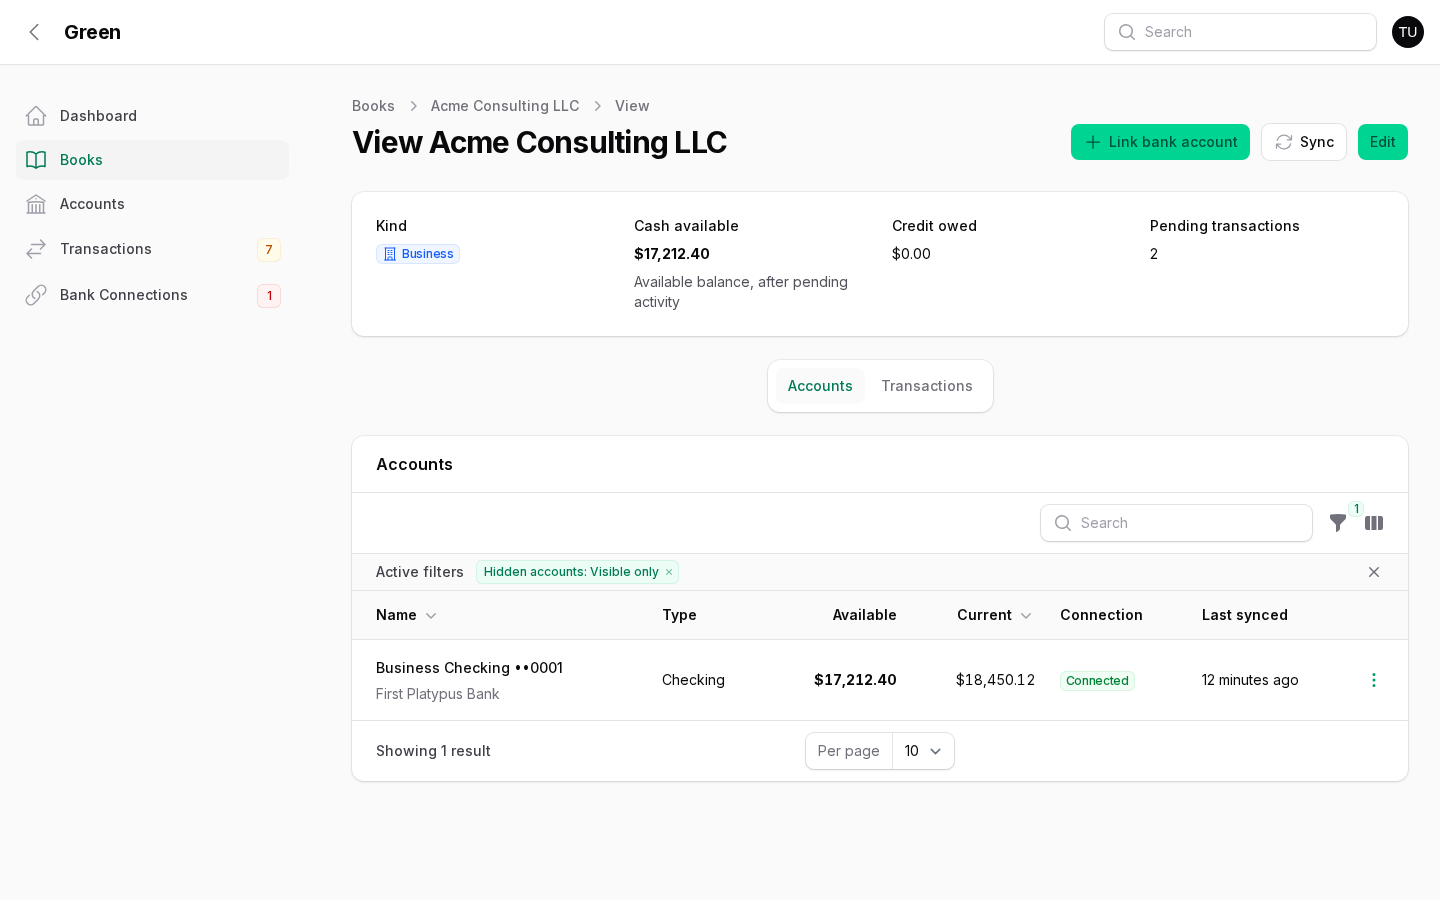 Green
Search
TU
Dashboard
Books
Accounts
Transactions
7
Bank Connections
1
Books
Acme Consulting LLC
View
View Acme Consulting LLC
Link bank account
Sync
Edit
Kind
Business
Cash available
$17,212.40
Available balance, after pending
activity
Credit owed
$0.00
Pending transactions
2
Accounts
Transactions
Accounts
Search
1
Active filters
Hidden accounts: Visible only
Name
Type
Available
Current
Connection
Last synced
Business Checking ••0001
First Platypus Bank
Checking
$17,212.40
$18,450.12
Connected
12 minutes ago
Showing 1 result
Per page
10